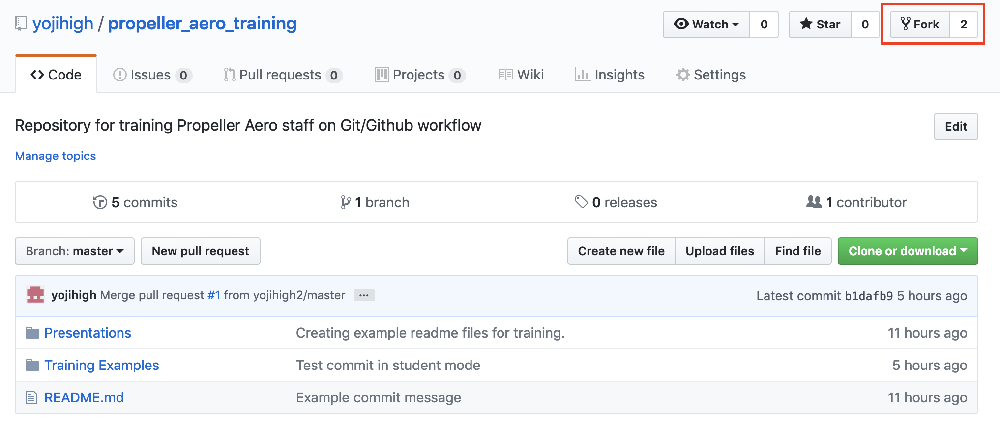 yojihigh / propeller_aero_training Watch 0 Star 0 Fork 2
Code Issues 0 Pull requests 0 Projects 0 Wiki Insights Settings
Repository for training Propeller Aero staff on Git/Github workflow Edit
Manage topics
5 commits 1 branch 0 releases 1 contributor
Branch: master New pull request Create new file Upload files Find file Clone or download
yojihigh Merge pull request #1 from yojihigh2/master ... Latest commit b1dafb9 5 hours ago
Presentations Creating example readme files for training. 11 hours ago
Training Examples Test commit in student mode 5 hours ago
README.md Example commit message 11 hours ago